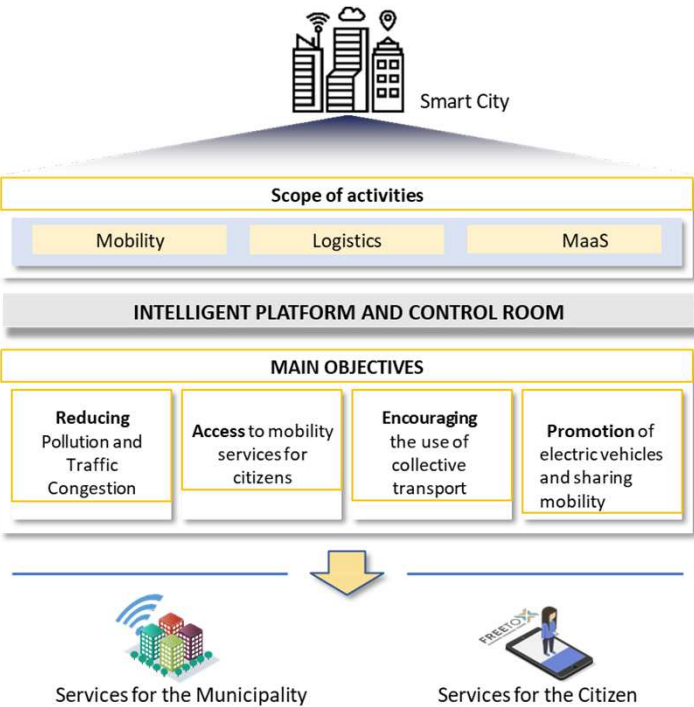 Smart City
Scope of activities
Mobility
Logistics
MaaS
INTELLIGENT PLATFORM AND CONTROL ROOM
MAIN OBJECTIVES
Reducing
Pollution and
Traffic
Congestion
Access to mobility
services for
citizens
Encouraging
the use of
collective
transport
Promotion of
electric vehicles
and sharing
mobility
FREETO X
Services for the Municipality
Services for the Citizen